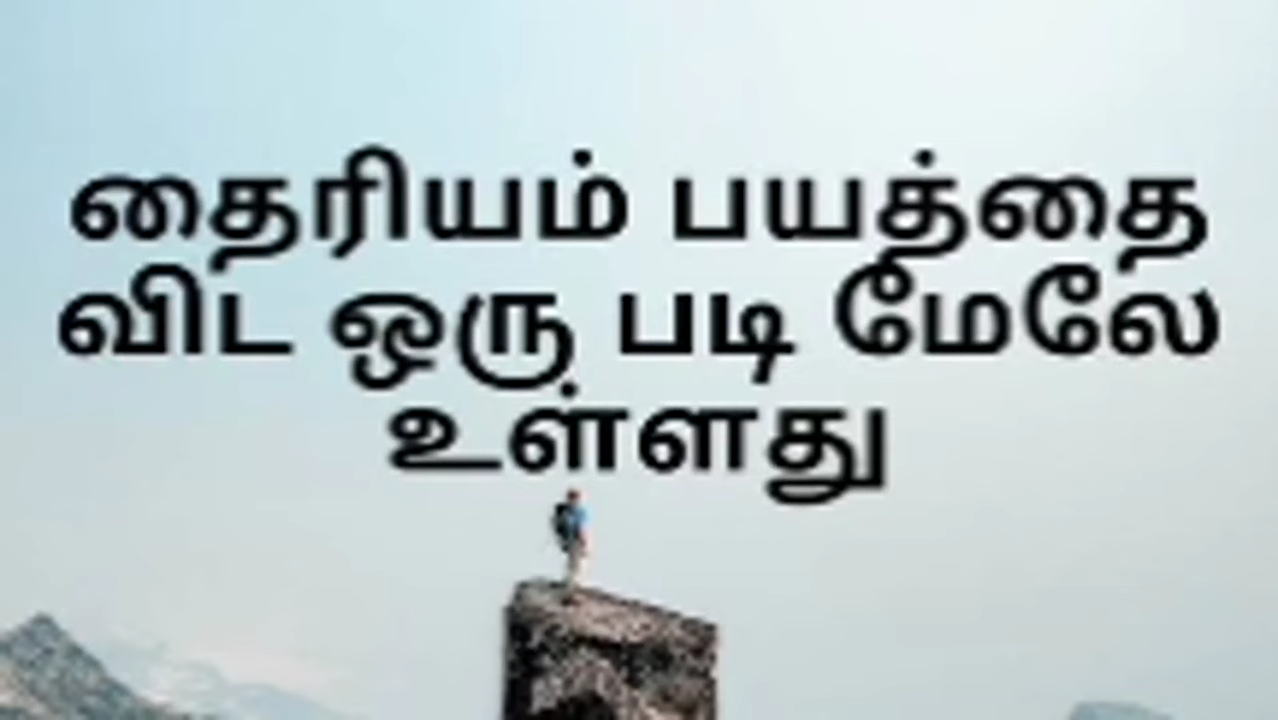 தைரியம் பயத்தை
விட ஒரு படி மேலே
உள்ளது